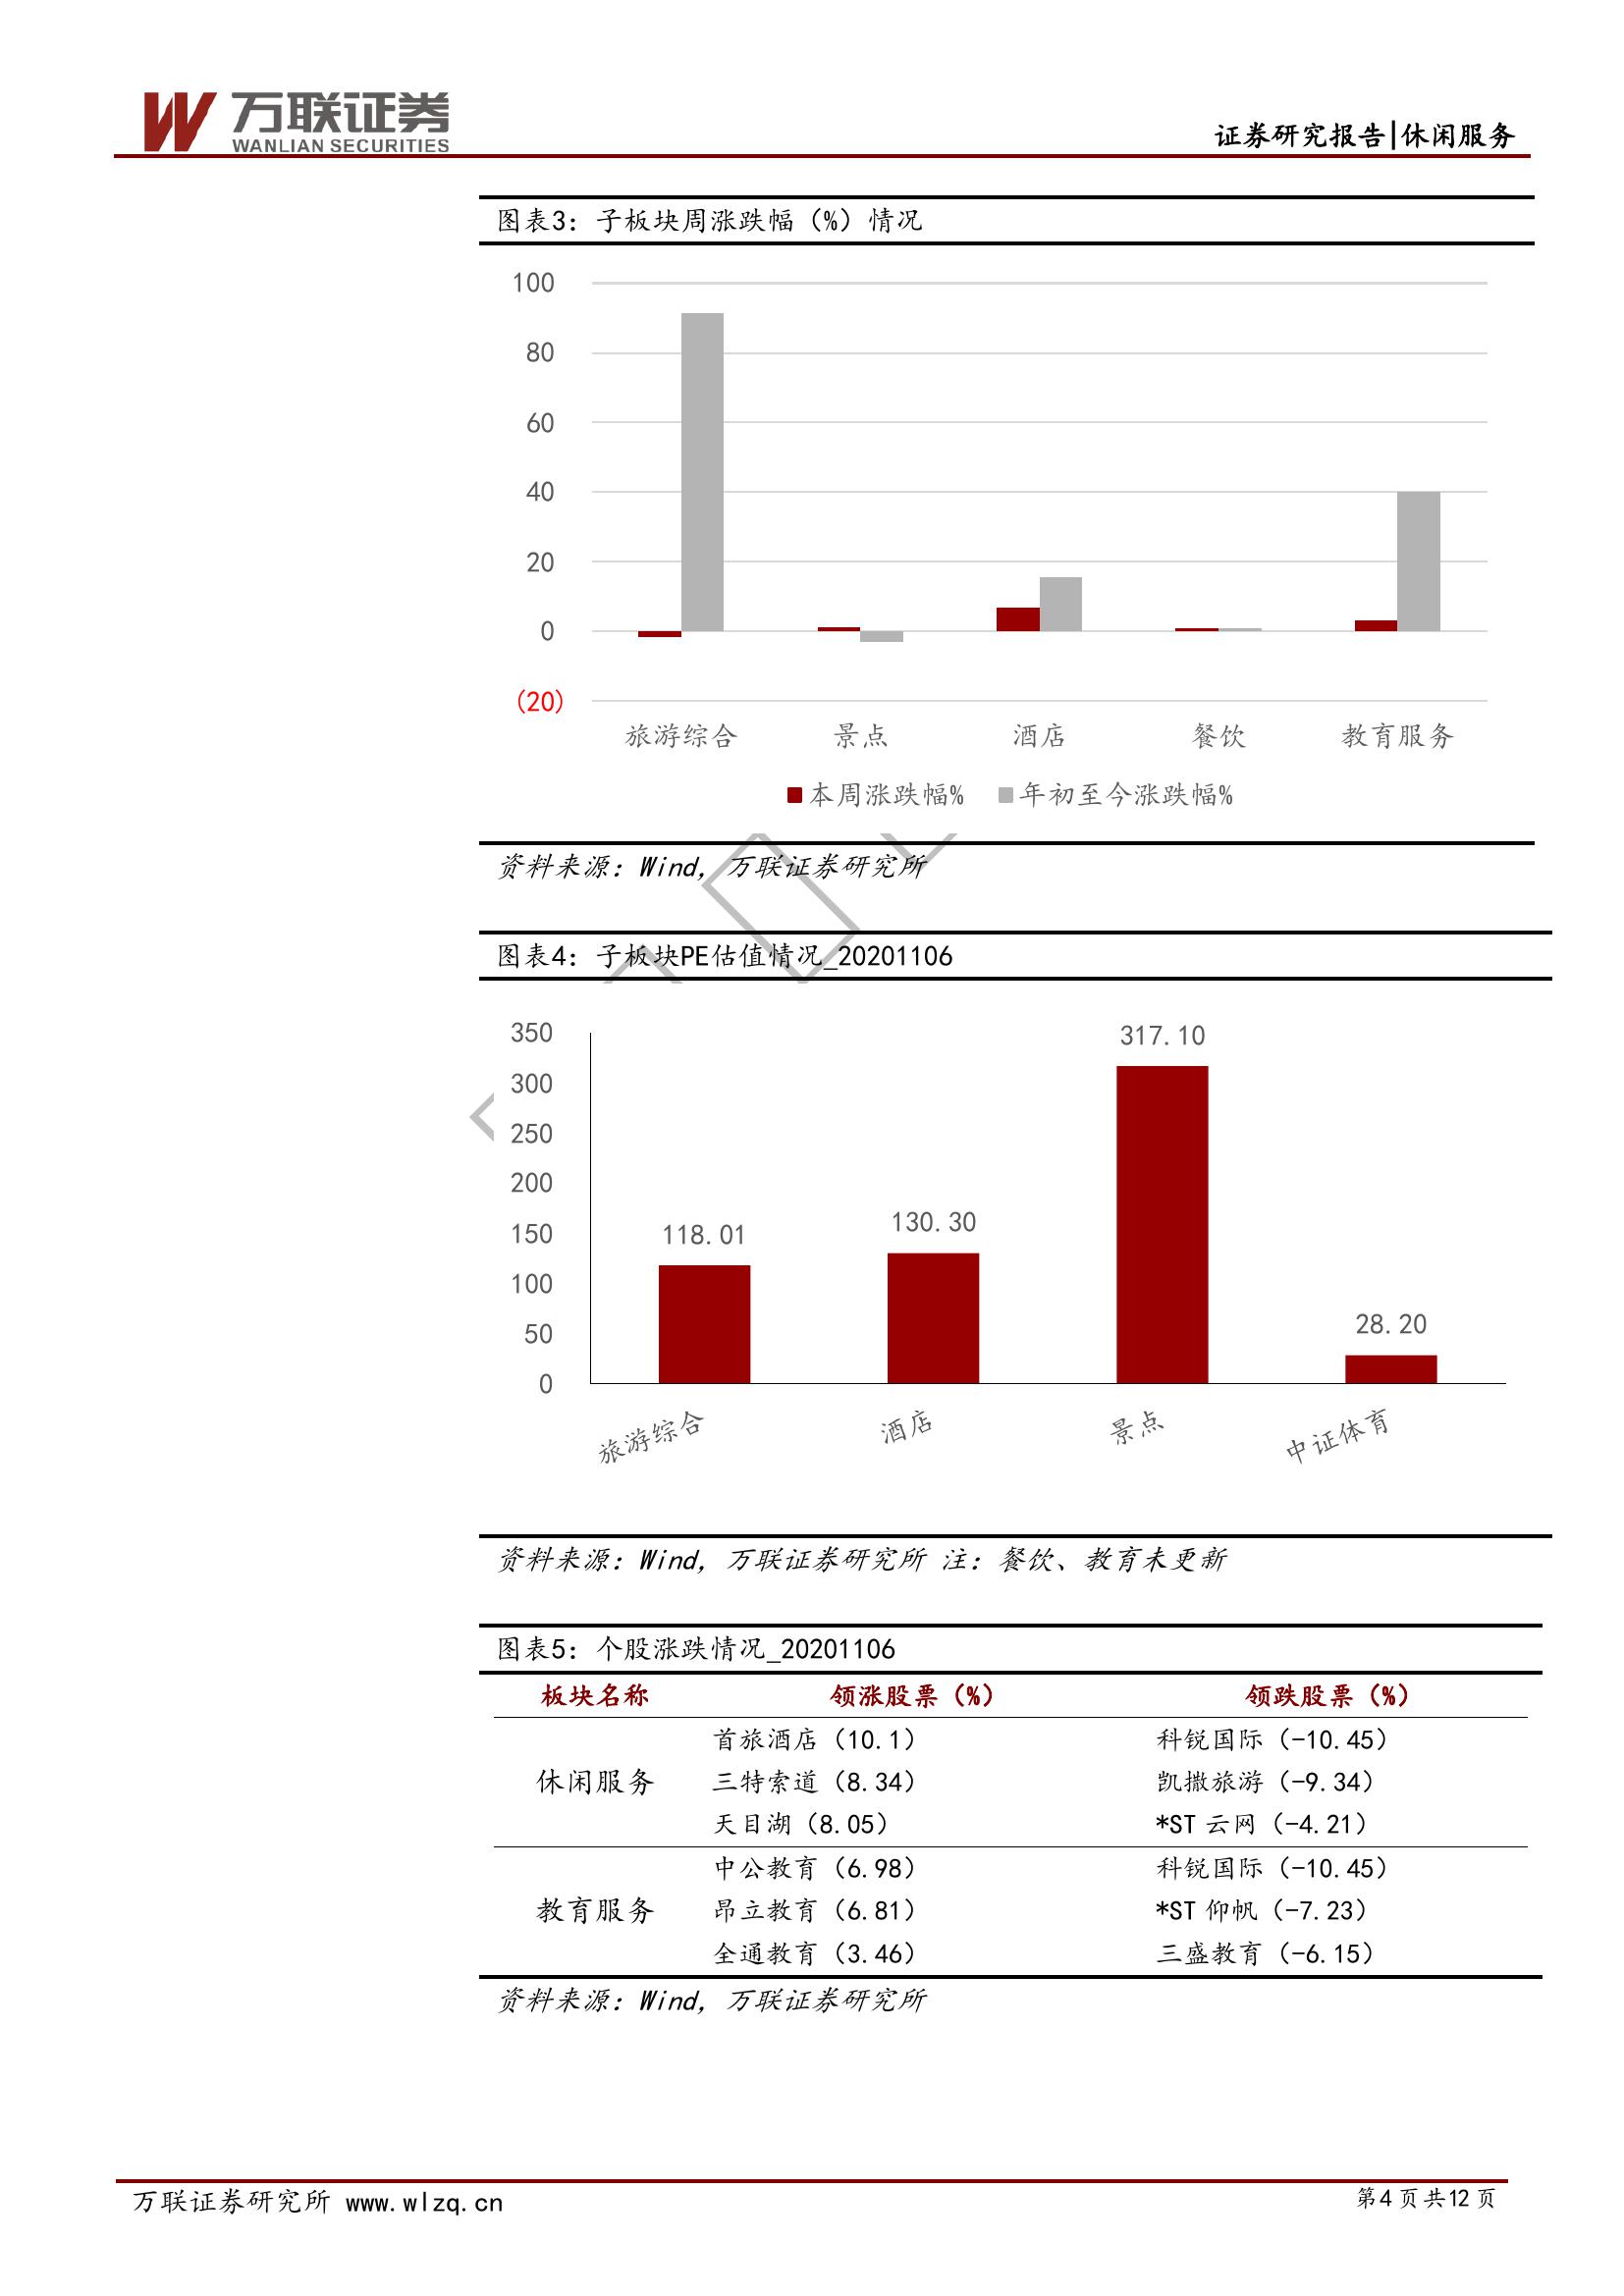 万联证券
WANLIAN SECURITIES
证券研究报告|休闲服务
图表3：子板块周涨跌幅（%）情况
100
80
60
40
20
0
(20)
旅游综合 景点 酒店 餐饮 教育服务
本周涨跌幅% 年初至今涨跌幅%
资料来源：Wind，万联证券研究所
图表4：子板块PE估值情况_20201106
350
300
250
200
150
100
50
0
118.01 130.30 317.10 28.20
旅游综合 酒店 景点 中证体育
资料来源：Wind，万联证券研究所 注：餐饮、教育未更新
图表5：个股涨跌情况_20201106
板块名称 领涨股票（%） 领跌股票（%）
休闲服务 首旅酒店（10.1） 科锐国际（-10.45）
三特索道（8.34） 凯撒旅游（-9.34）
天目湖（8.05） *ST 云网（-4.21）
教育服务 中公教育（6.98） 科锐国际（-10.45）
昂立教育（6.81） *ST 仰帆（-7.23）
全通教育（3.46） 三盛教育（-6.15）
资料来源：Wind，万联证券研究所
万联证券研究所 www.wlzq.cn 第4页共12页